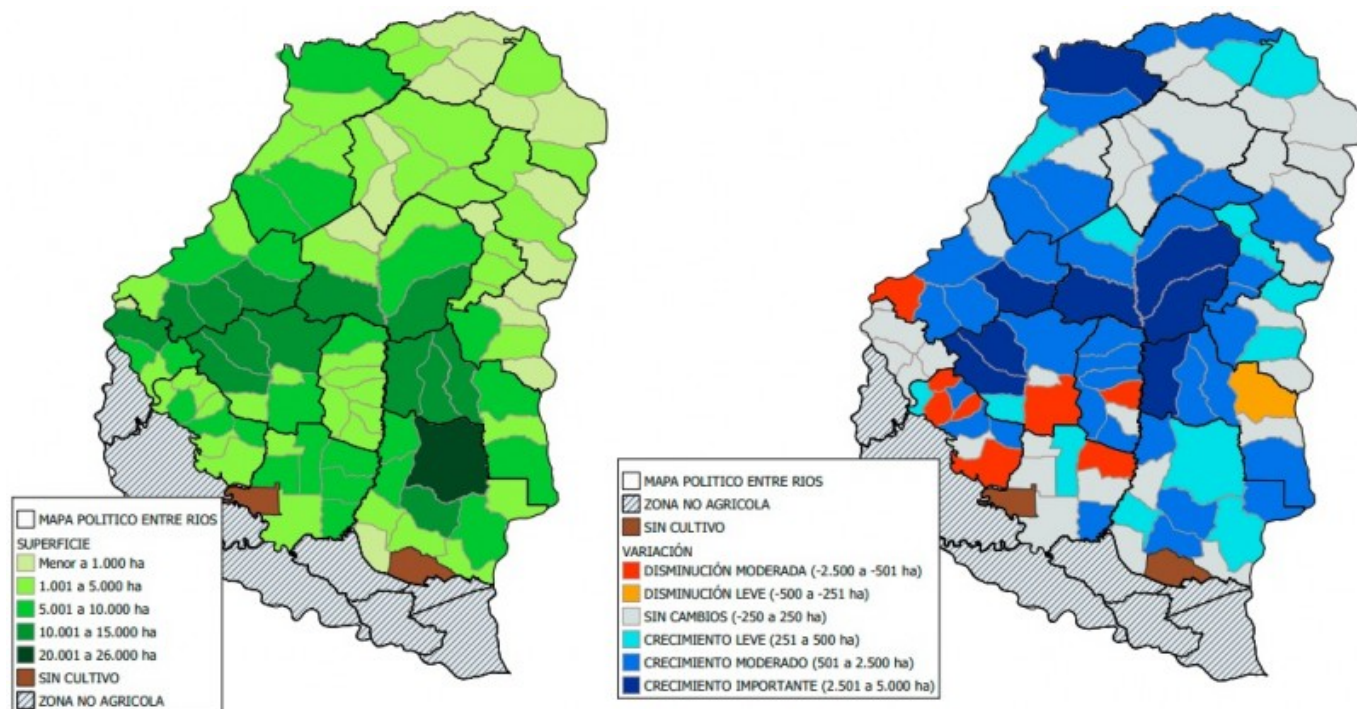 MAPA POLITICO ENTRE RIOS
SUPERFICIE
Menor a 1.000 ha
1.001 a 5.000 ha
5.001 a 10.000 ha
10.001 a 15.000 ha
20.001 a 26.000 ha
SIN CULTIVO
ZONA NO AGRICOLA
MAPA POLITICO ENTRE RIOS
ZONA NO AGRICOLA
SIN CULTIVO
VARIACIÓN
DISMINUCIÓN MODERADA (-2.500 a -501 ha)
DISMINUCIÓN LEVE (-500 a -251 ha)
SIN CAMBIOS (-250 a 250 ha)
CRECIMIENTO LEVE (251 a 500 ha)
CRECIMIENTO MODERADO (501 a 2.500 ha)
CRECIMIENTO IMPORTANTE (2.501 a 5.000 ha)